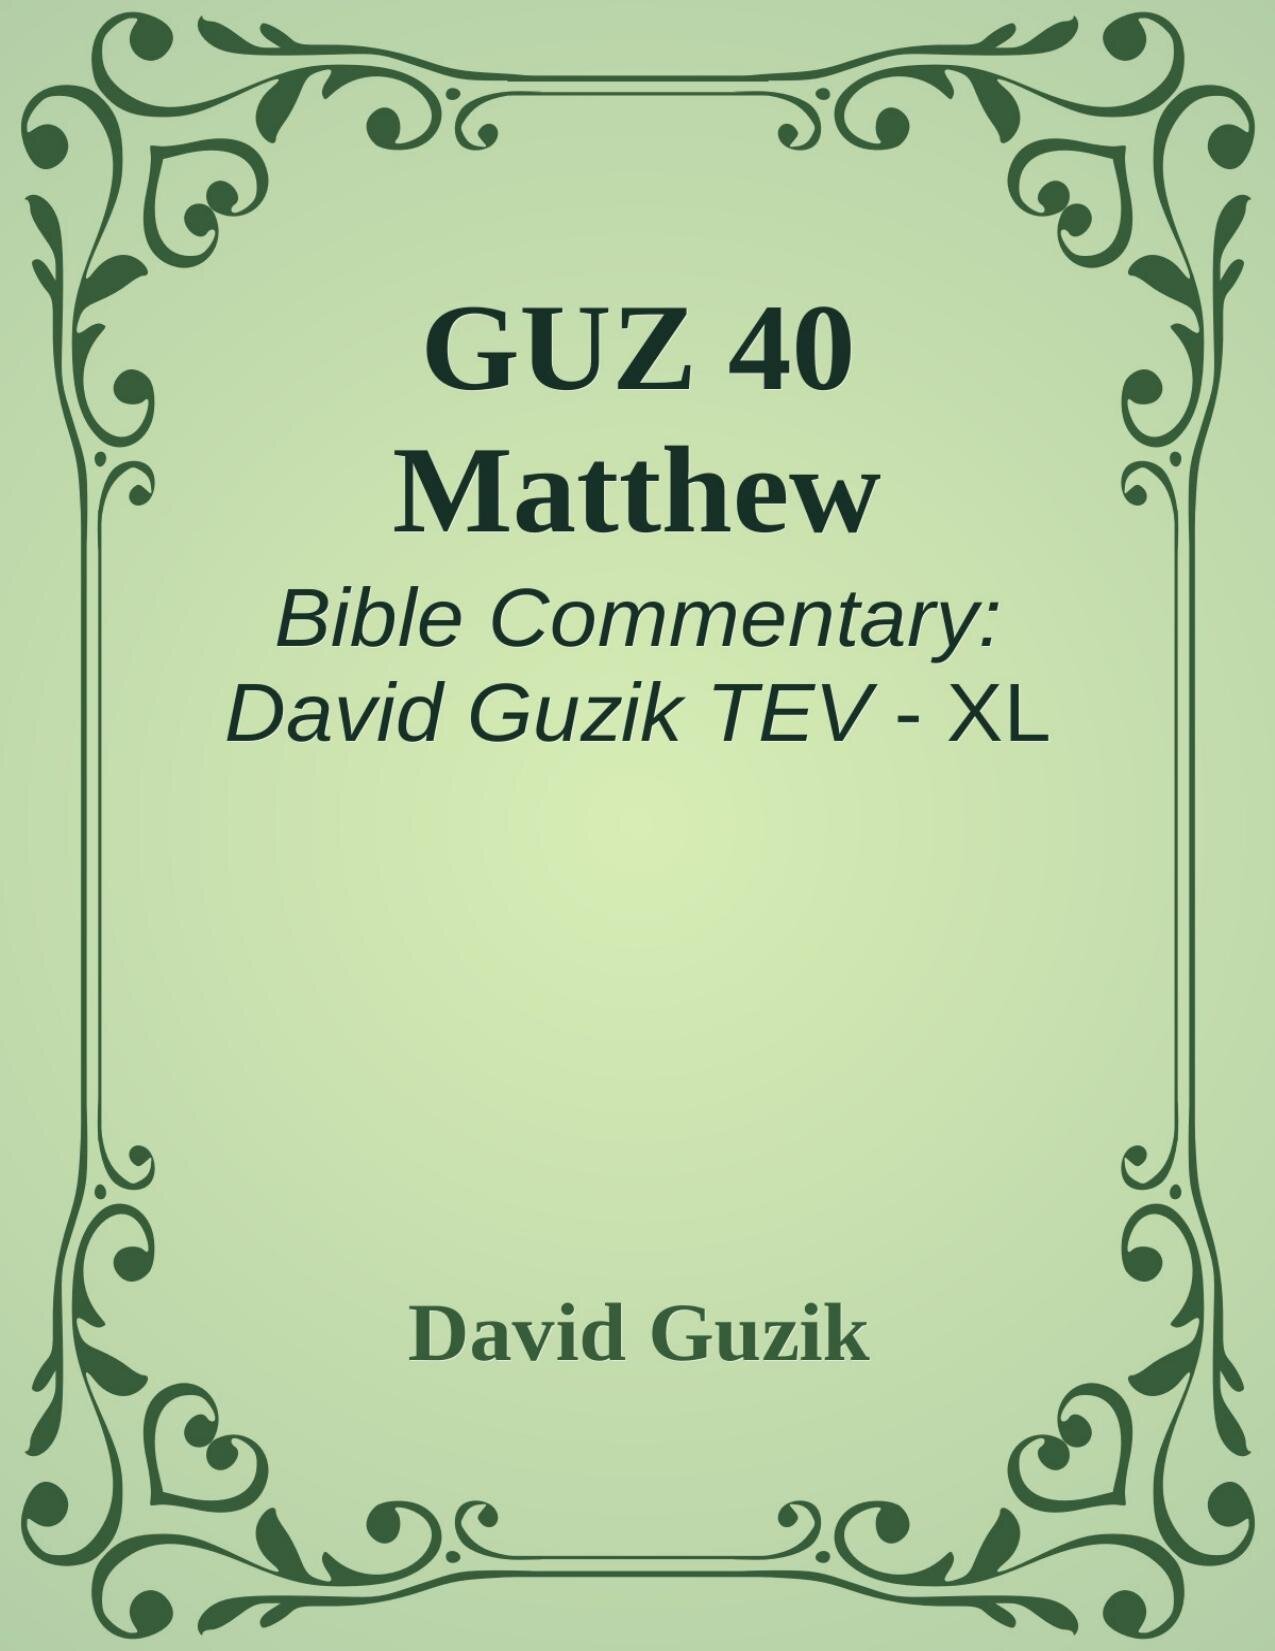 GUZ 40
Matthew
Bible Commentary:
David Guzik TEV - XL
David Guzik